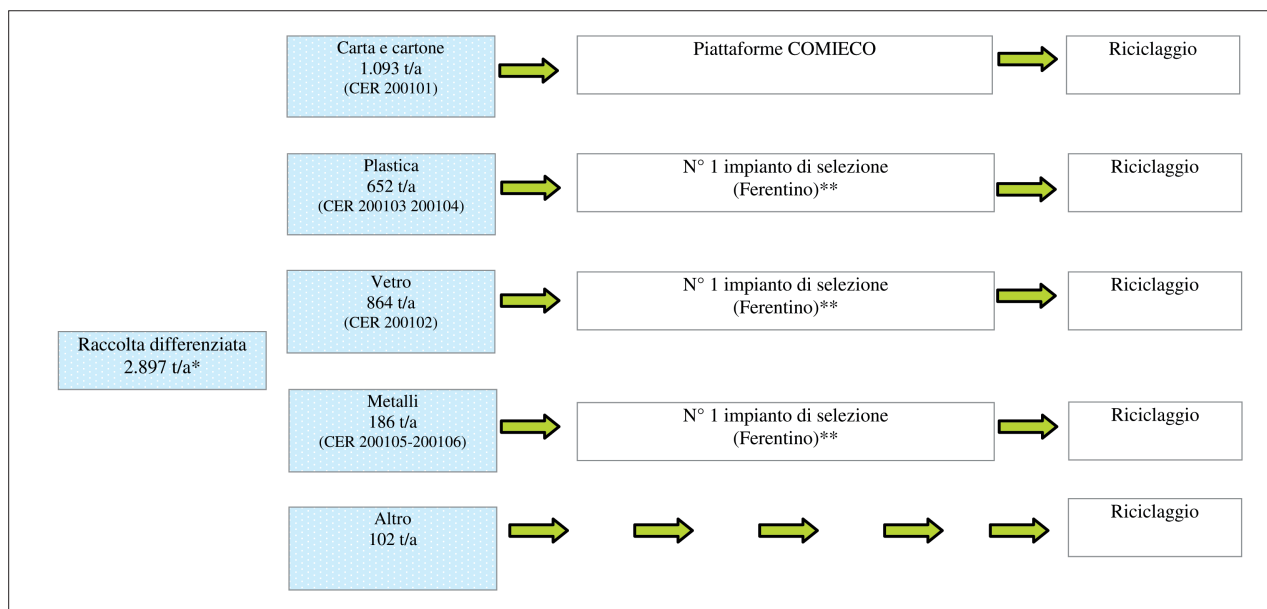 Carta e cartone
1.093 t/a
(CER 200101)
Piattaforme COMIECO
Riciclaggio
Plastica
652 t/a
(CER 200103 200104)
N° 1 impianto di selezione
(Ferentino)**
Riciclaggio
Vetro
864 t/a
(CER 200102)
N° 1 impianto di selezione
(Ferentino)**
Riciclaggio
Raccolta differenziata
2.897 t/a*
Metalli
186 t/a
(CER 200105-200106)
N° 1 impianto di selezione
(Ferentino)**
Riciclaggio
Altro
102 t/a
Riciclaggio